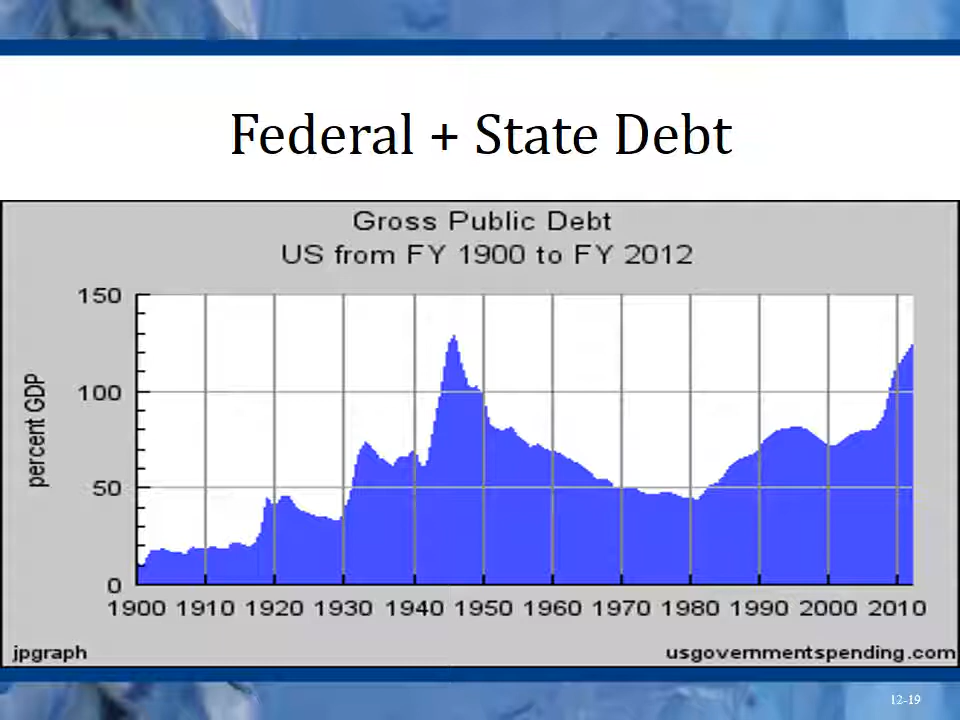 Federal + State Debt
Gross Public Debt
US from FY 1900 to FY 2012
percent GDP
150
100
50
0
1900 1910 1920 1930 1940 1950 1960 1970 1980 1990 2000 2010
jpgraph
usgovernmentspending.com
12-19